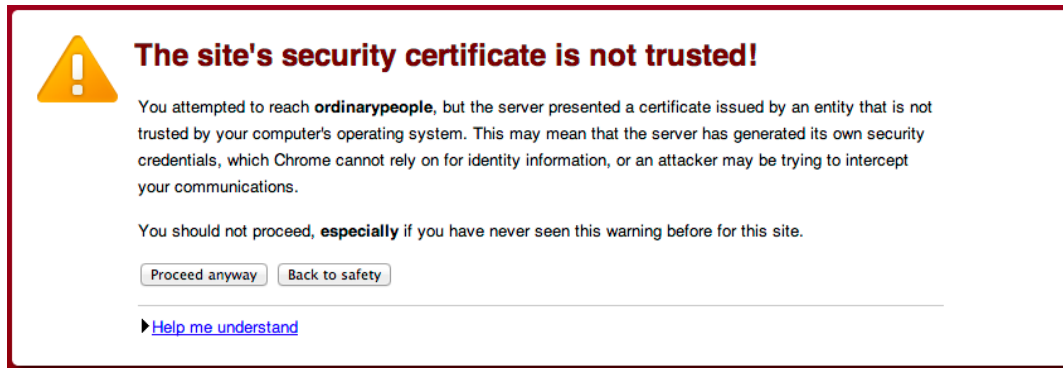 The site's security certificate is not trusted!
You attempted to reach ordinarypeople, but the server presented a certificate issued by an entity that is not
trusted by your computer's operating system. This may mean that the server has generated its own security
credentials, which Chrome cannot rely on for identity information, or an attacker may be trying to intercept
your communications.
You should not proceed, especially if you have never seen this warning before for this site.
Proceed anyway Back to safety
Help me understand